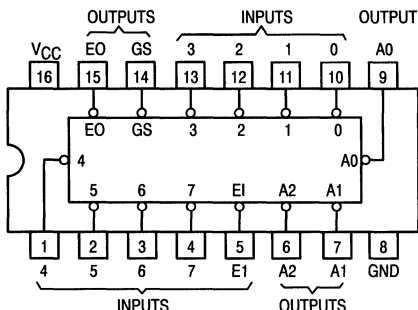 OUTPUTS INPUTS OUTPUT
VCC EO GS 3 2 1 0 A0
16 15 14 13 12 11 10 9
EO GS 3 2 1 0
4 A0
5 6 7 EI A2 A1
1 2 3 4 5 6 7 8
4 5 6 7 E1 A2 A1 GND
INPUTS OUTPUTS